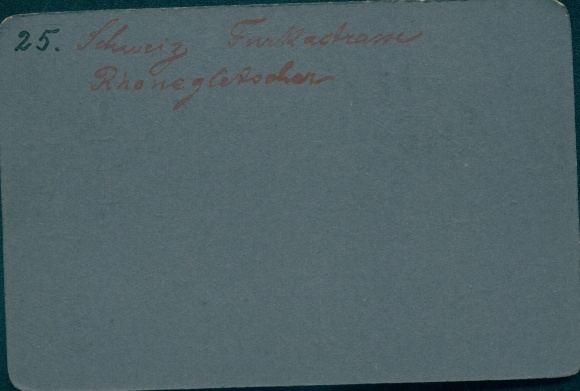 25. Schweiz Furkastrasse
Rhonegletscher